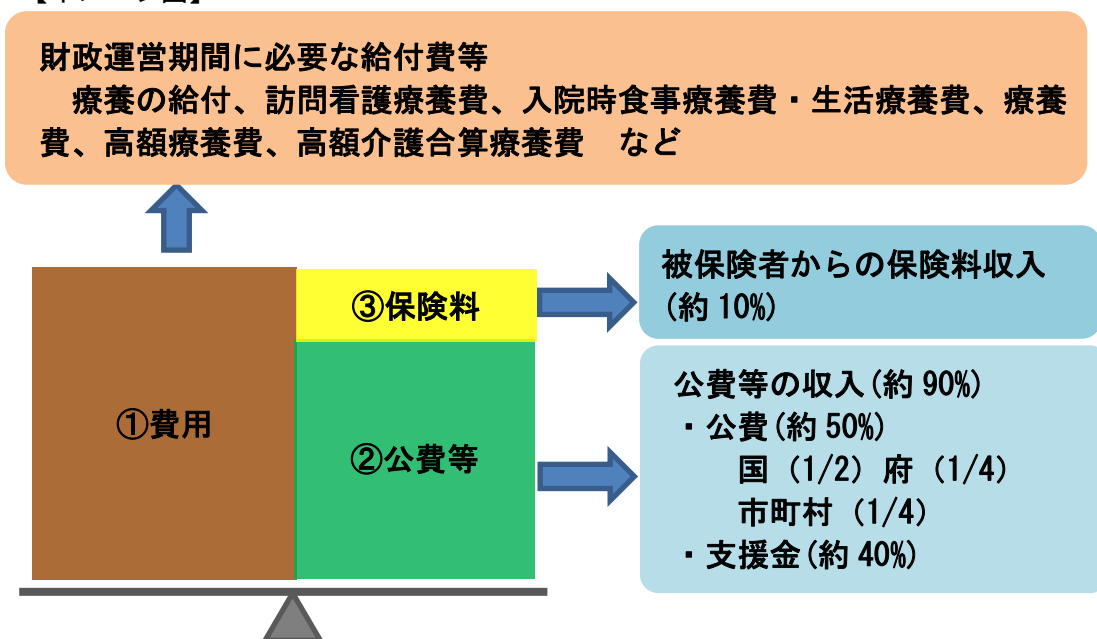 財政運営期間に必要な給付費等
療養の給付、訪問看護療養費、入院時食事療養費・生活療養費、療養
費、高額療養費、高額介護合算療養費　など
被保険者からの保険料収入
(約 10%)
③保険料
公費等の収入(約 90%)
・公費(約 50%)
国 (1/2) 府 (1/4)
市町村 (1/4)
・支援金(約 40%)
①費用
②公費等